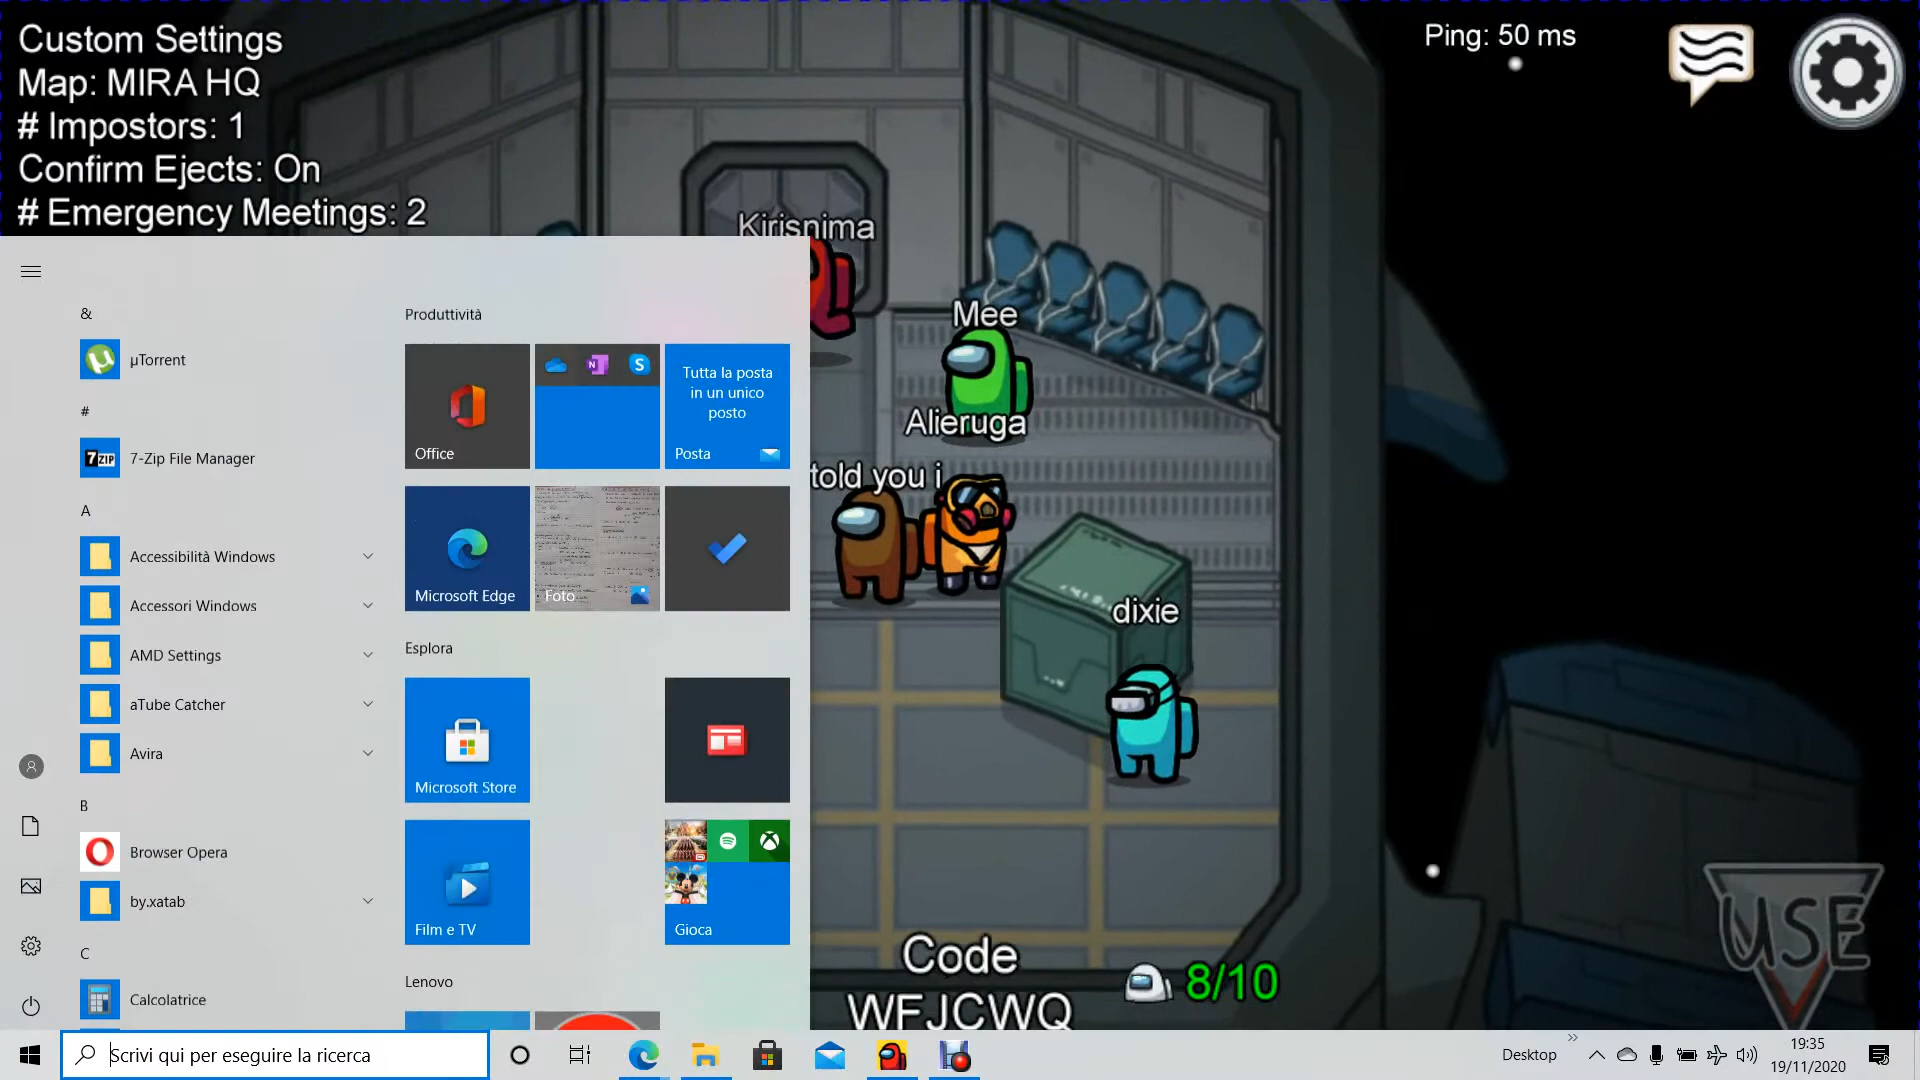 Custom Settings
Map: MIRA HQ
# Impostors: 1
Confirm Ejects: On
# Emergency Meetings: 2
Ping: 50 ms
Kirisnima
Mee
Alieruga
told you i
dixie
Code
WFJCWQ
8/10
USE
&
µTorrent
#
7-Zip File Manager
A
Accessibilità Windows
Accessori Windows
AMD Settings
aTube Catcher
Avira
B
Browser Opera
by.xatab
C
Calcolatrice
Produttività
Office
Tutta la posta
in un unico
posto
Posta
Microsoft Edge
Foto
Esplora
Microsoft Store
Film e TV
Gioca
Lenovo
Scrivi qui per eseguire la ricerca
Desktop
19:35
19/11/2020